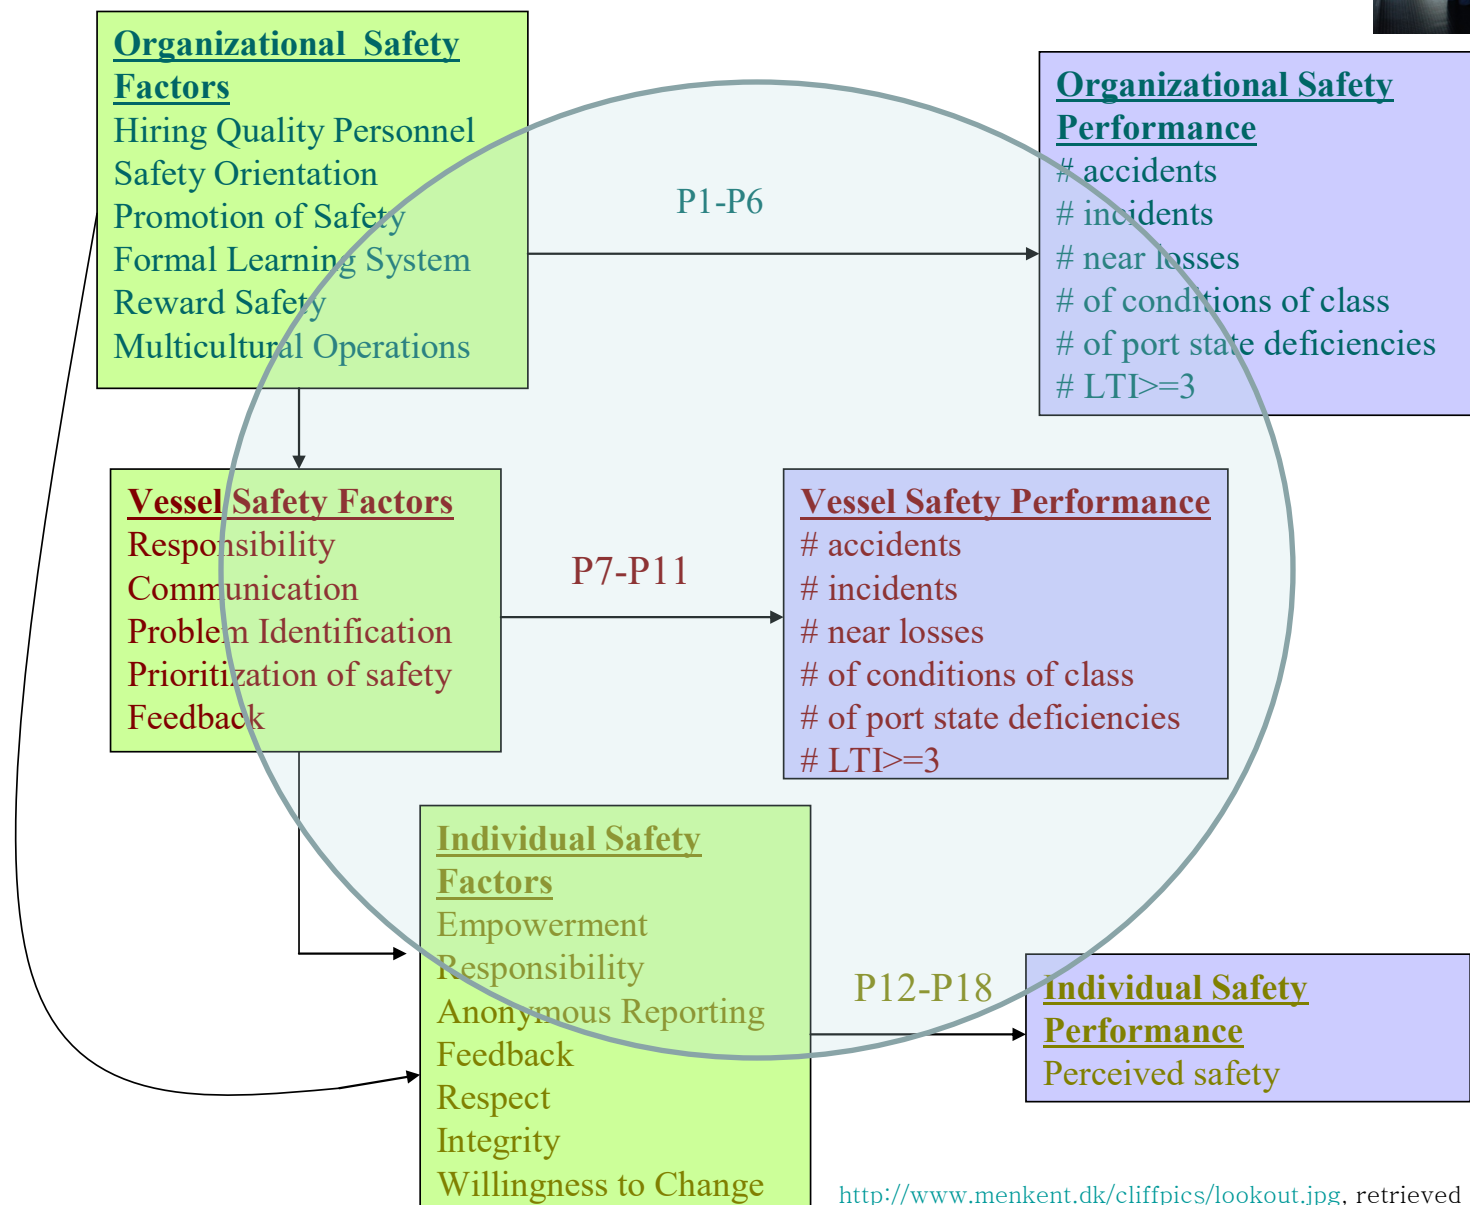 Organizational Safety
Factors
Hiring Quality Personnel
Safety Orientation
Promotion of Safety
Formal Learning System
Reward Safety
Multicultural Operations
P1-P6
Organizational Safety
Performance
# accidents
# incidents
# near losses
# of conditions of class
# of port state deficiencies
# LTI>=3
Vessel Safety Factors
Responsibility
Communication
Problem Identification
Prioritization of safety
Feedback
P7-P11
Vessel Safety Performance
# accidents
# incidents
# near losses
# of conditions of class
# of port state deficiencies
# LTI>=3
Individual Safety
Factors
Empowerment
Responsibility
Anonymous Reporting
Feedback
Respect
Integrity
Willingness to Change
P12-P18
Individual Safety
Performance
Perceived safety
http://www.menkent.dk/cliffpics/lookout.jpg, retrieved